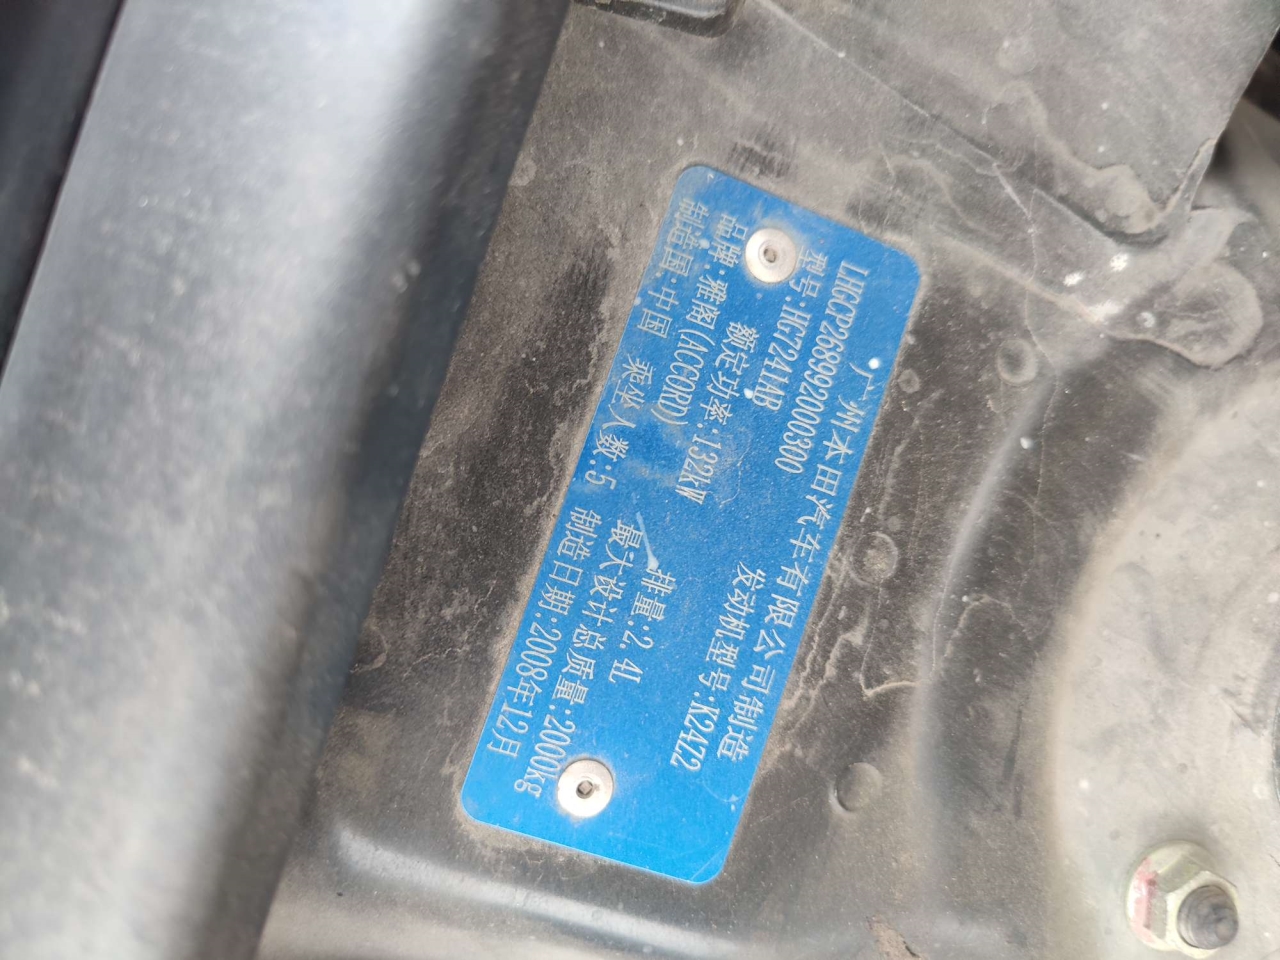 广州本田汽车有限公司制造
LHGCP268992000300
型号:HG7241AB 发动机型号:K24Z2
额定功率:132kW 排量:2.4L
品牌:雅阁(ACCORD) 最大设计总质量:2000kg
制造国:中国 乘坐人数:5 制造日期:2008年12月